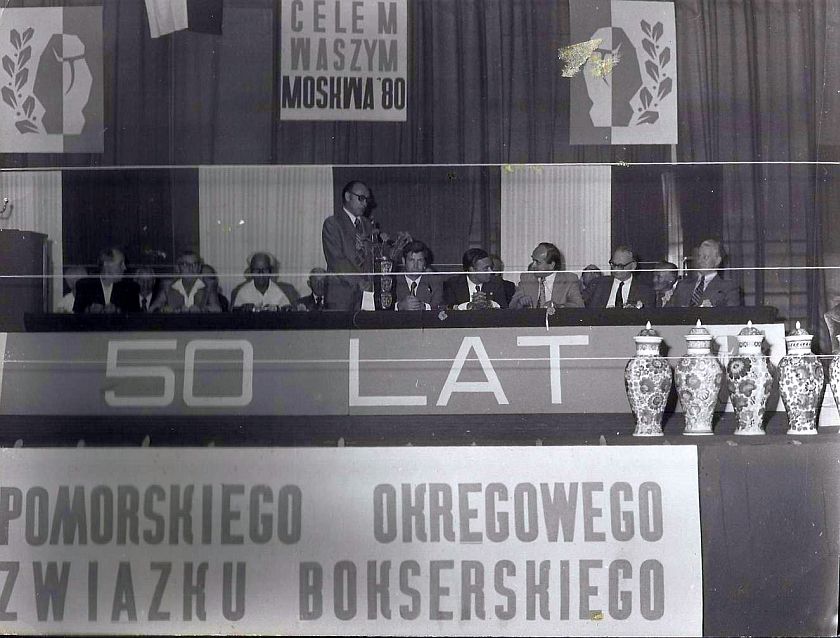 CELEM
WASZYM
MOSKWA '80
50 LAT
POMORSKIEGO OKRĘGOWEGO
ZWIĄZKU BOKSERSKIEGO